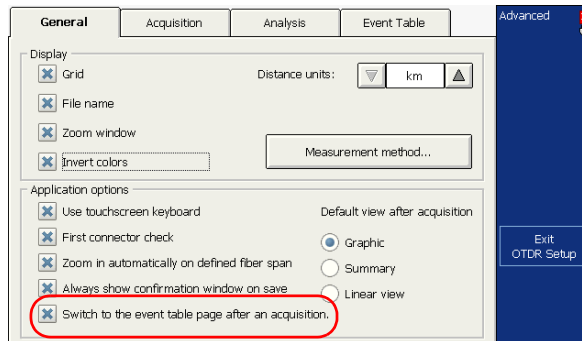 General
Acquisition
Analysis
Event Table
Advanced
Display
Grid
Distance units:
km
File name
Zoom window
Invert colors
Measurement method...
Application options
Use touchscreen keyboard
Default view after acquisition
First connector check
Graphic
Zoom in automatically on defined fiber span
Summary
Always show confirmation window on save
Linear view
Switch to the event table page after an acquisition.
Exit
OTDR Setup